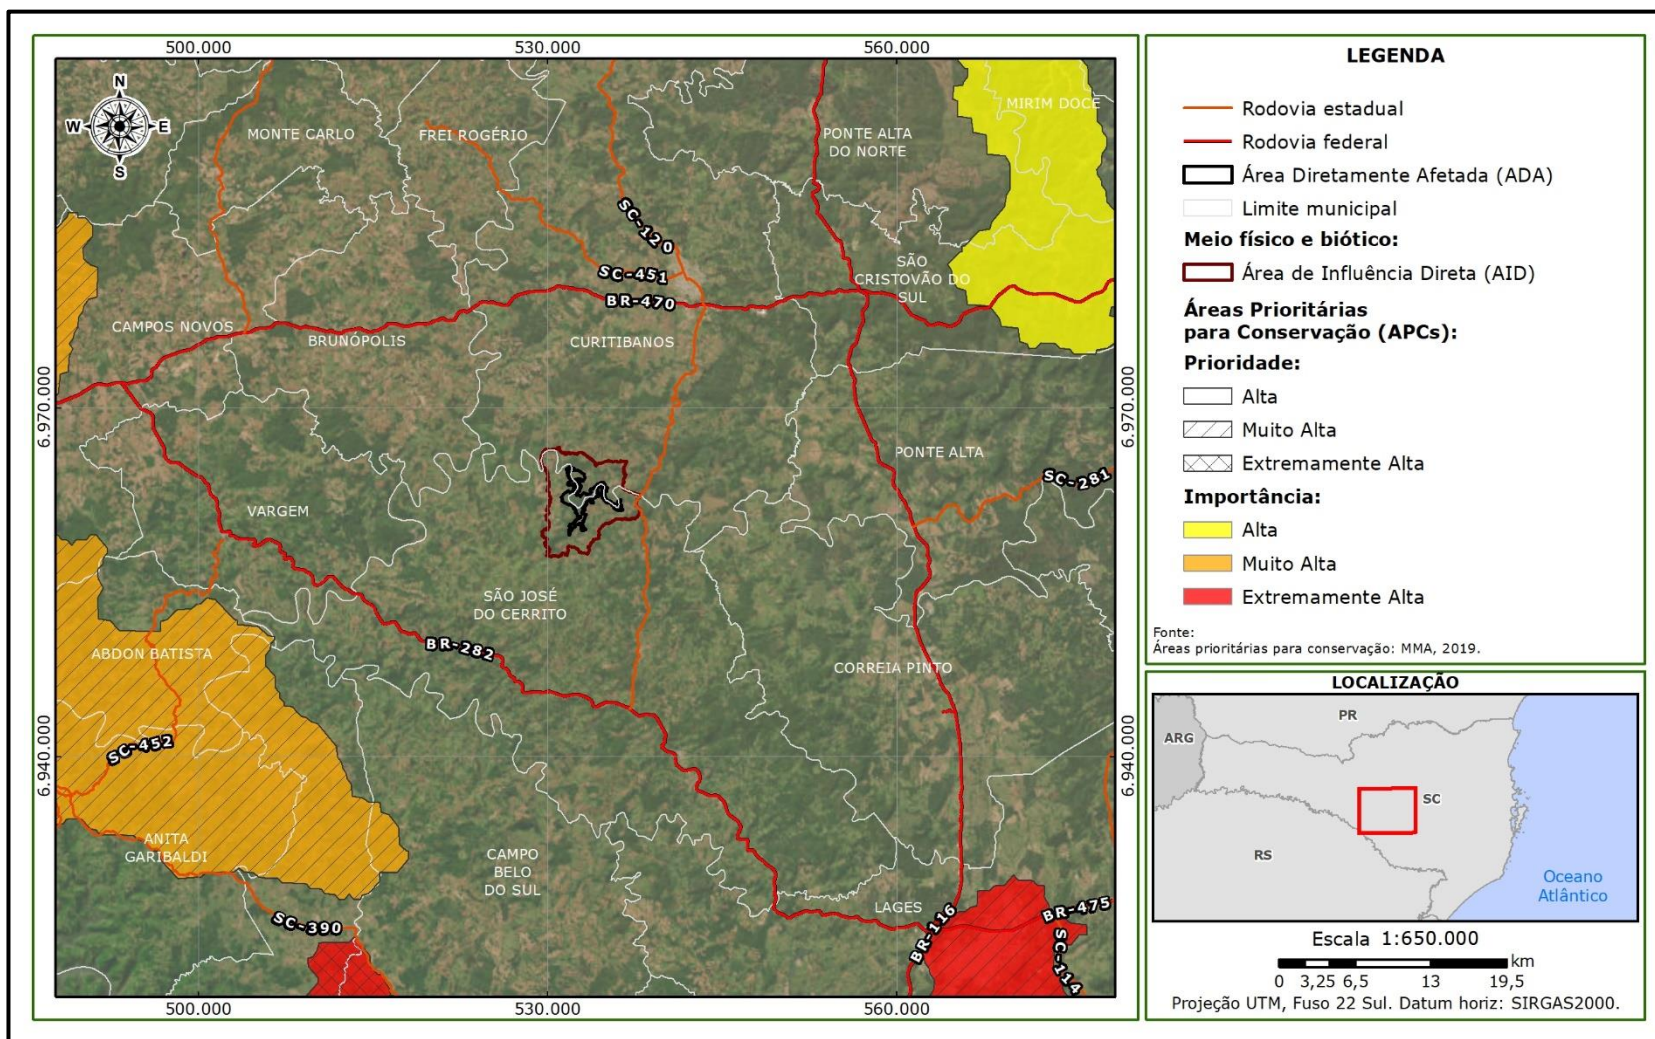 500.000
530.000
560.000
N
W
E
S
MONTE CARLO
FREI ROGÉRIO
PONTE ALTA
DO NORTE
MIRIM DOCE
SC-120
SC-451
BR-470
SÃO
CRISTOVÃO DO
SUL
CAMPOS NOVOS
BRUNÓPOLIS
CURITIBANOS
6.970.000
6.970.000
PONTE ALTA
SC-281
VARGEM
SÃO JOSÉ
DO CERRITO
BR-282
ABDON BATISTA
CORREIA PINTO
SC-452
6.940.000
6.940.000
ANITA
GARIBALDI
CAMPO
BELO
DO SUL
LAGES
SC-390
BR-116
BR-475
SC-114
500.000
530.000
560.000
LEGENDA
Rodovia estadual
Rodovia federal
Área Diretamente Afetada (ADA)
Limite municipal
Meio físico e biótico:
Área de Influência Direta (AID)
Áreas Prioritárias
para Conservação (APCs):
Prioridade:
Alta
Muito Alta
Extremamente Alta
Importância:
Alta
Muito Alta
Extremamente Alta
Fonte:
Áreas prioritárias para conservação: MMA, 2019.
LOCALIZAÇÃO
PR
ARG
SC
RS
Oceano
Atlântico
Escala 1:650.000
km
0 3,25 6,5 13 19,5
Projeção UTM, Fuso 22 Sul. Datum horiz: SIRGAS2000.